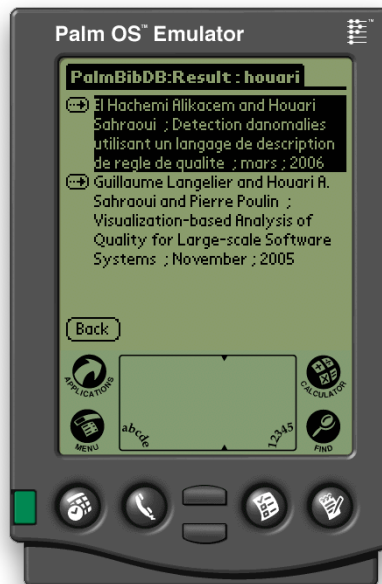 Palm OS™ Emulator
PalmBibDB:Result : houari
El Hachemi Alikacem and Houari
Sahraoui ; Detection danomalies
utilisant un langage de description
de regle de qualite ; mars ; 2006
Guillaume Langelier and Houari A.
Sahraoui and Pierre Poulin ;
Visualization-based Analysis of
Quality for Large-scale Software
Systems ; November ; 2005
Back
APPLICATIONS
CALCULATOR
MENU
abcde
12345
FIND